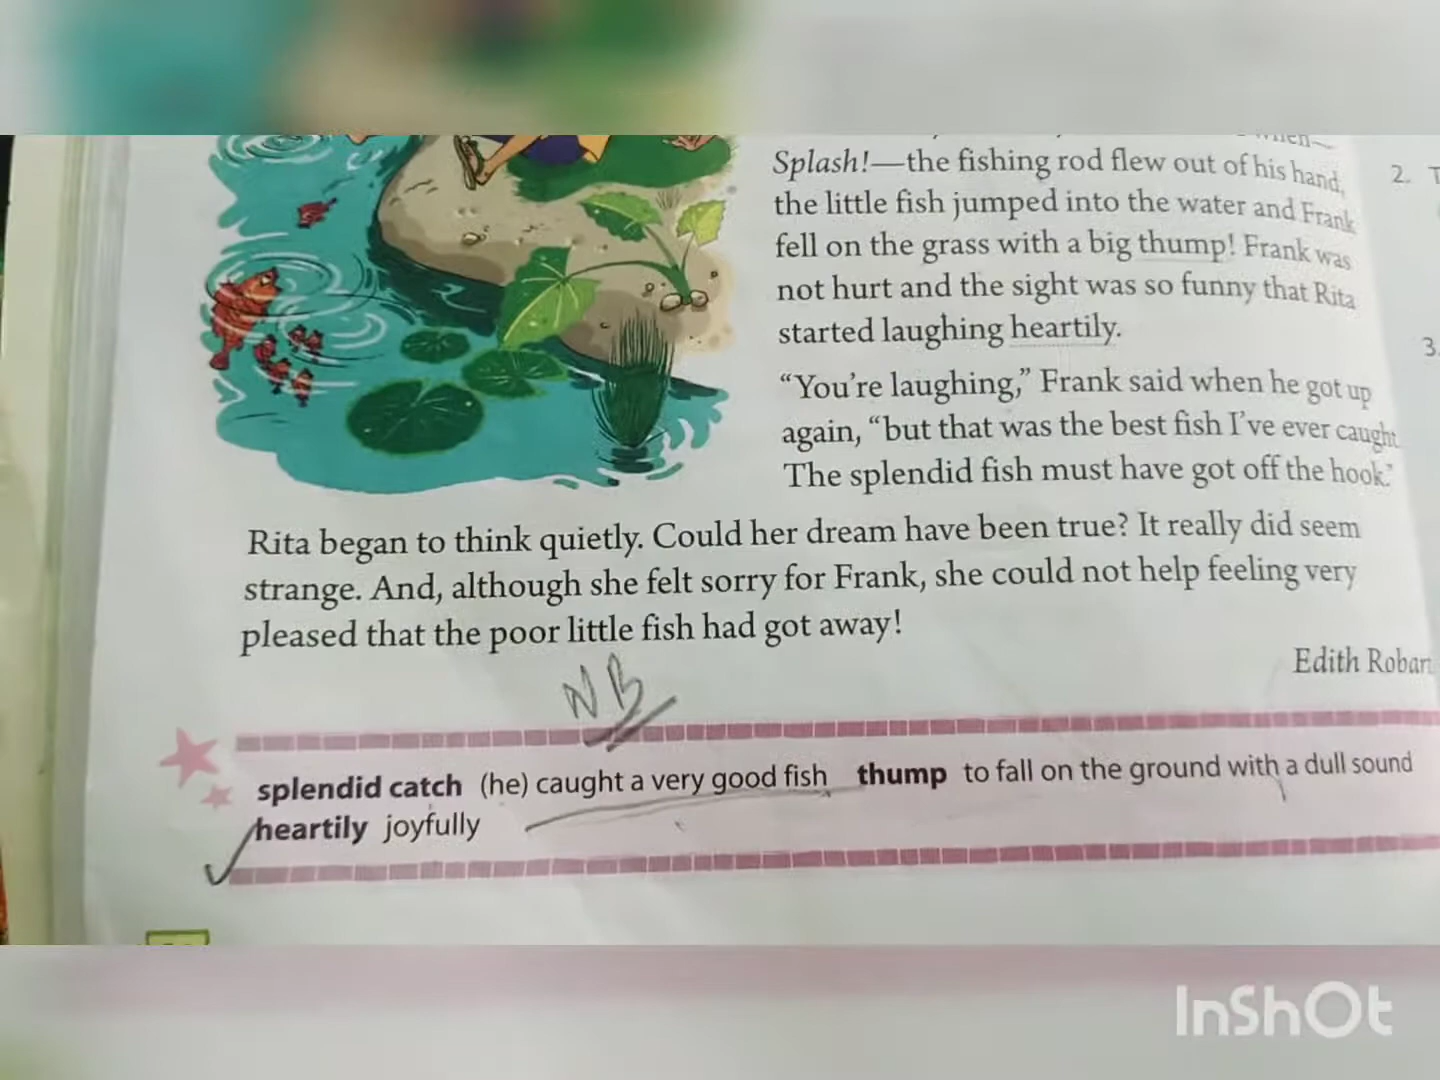 when
Splash!—the fishing rod flew out of his hand,
the little fish jumped into the water and Frank
fell on the grass with a big thump! Frank was
not hurt and the sight was so funny that Rita
started laughing heartily.
“You’re laughing,” Frank said when he got up
again, “but that was the best fish I’ve ever caught
The splendid fish must have got off the hook.”
Rita began to think quietly. Could her dream have been true? It really did seem
strange. And, although she felt sorry for Frank, she could not help feeling very
pleased that the poor little fish had got away!
Edith Robar
NB
splendid catch (he) caught a very good fish thump to fall on the ground with a dull sound
heartily joyfully
2. T
3.
InShOt